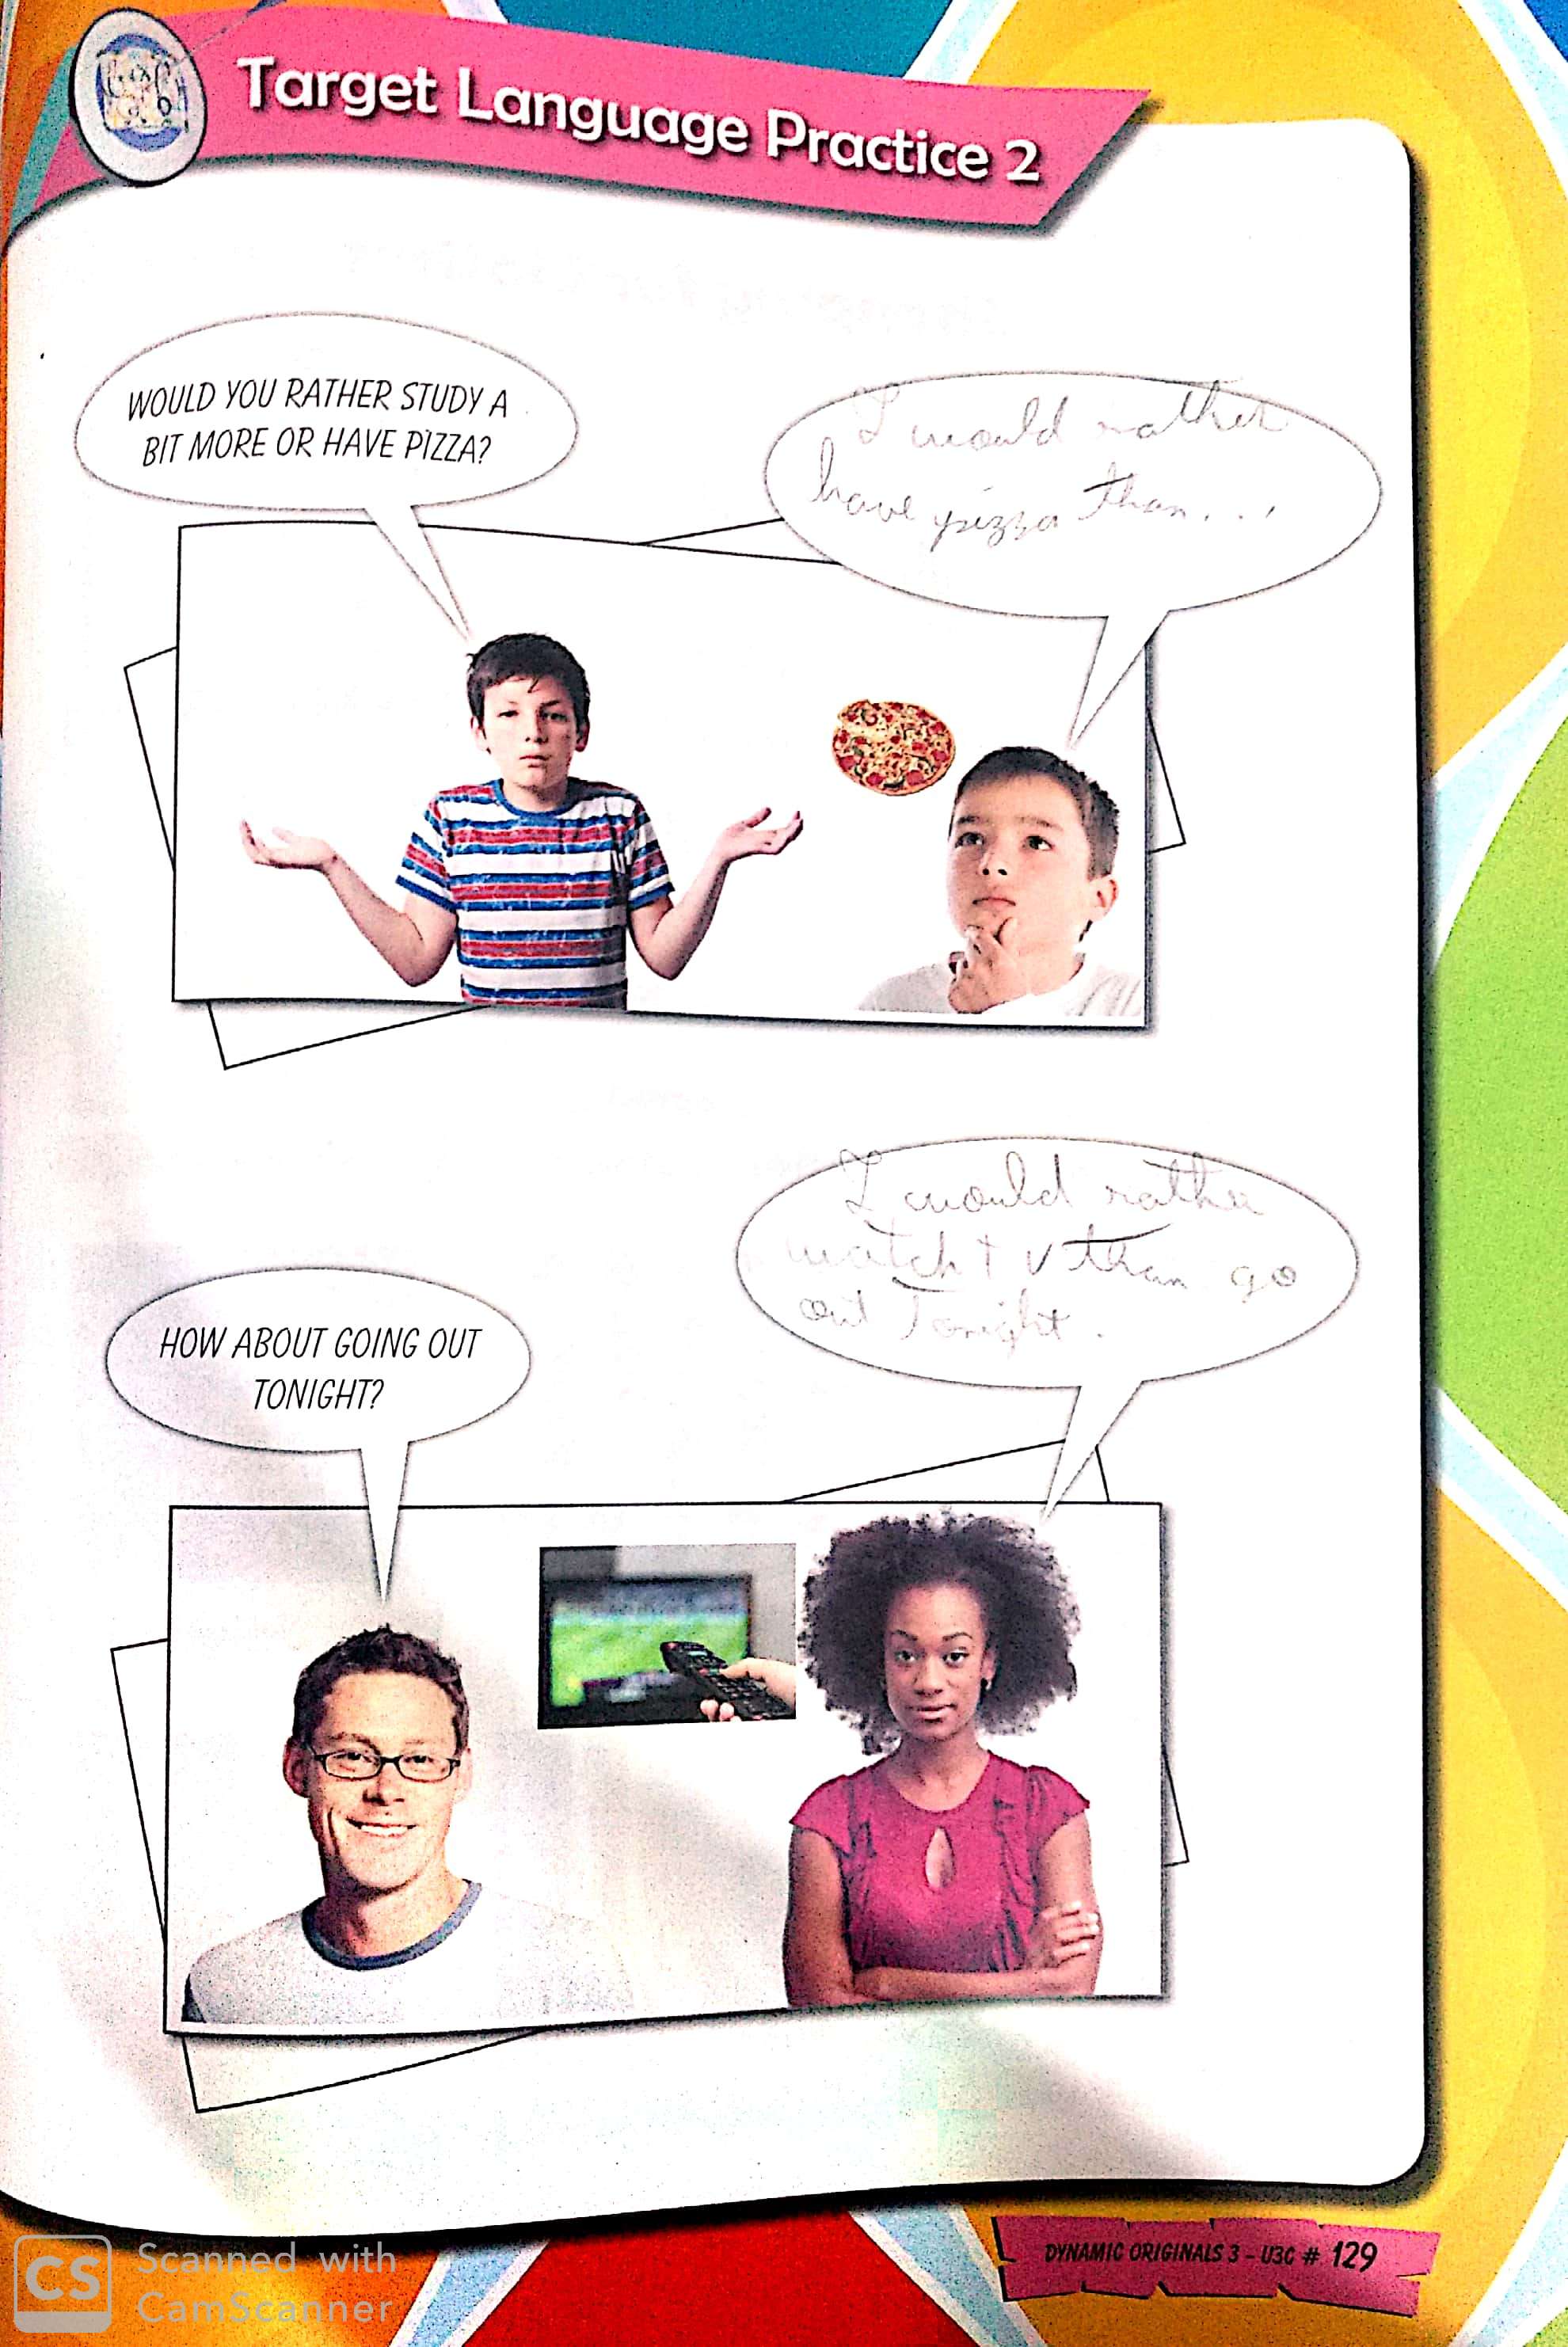 Target Language Practice 2
WOULD YOU RATHER STUDY A
BIT MORE OR HAVE PIZZA?
I would rather
have pizza than...
I would rather
watch tv than go
out Tonight.
HOW ABOUT GOING OUT
TONIGHT?
DYNAMIC ORIGINALS 3 - U3C # 129
CS
Scanned with
CamScanner